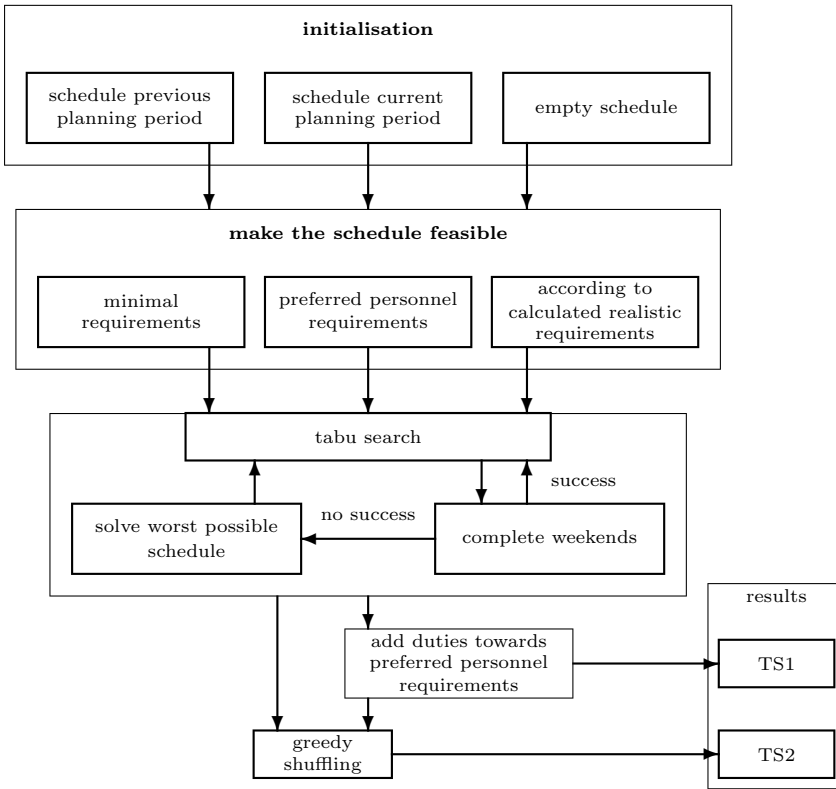 initialisation
schedule previous
planning period
schedule current
planning period
empty schedule
make the schedule feasible
minimal
requirements
preferred personnel
requirements
according to
calculated realistic
requirements
tabu search
success
no success
solve worst possible
schedule
complete weekends
results
add duties towards
preferred personnel
requirements
TS1
greedy
shuffling
TS2